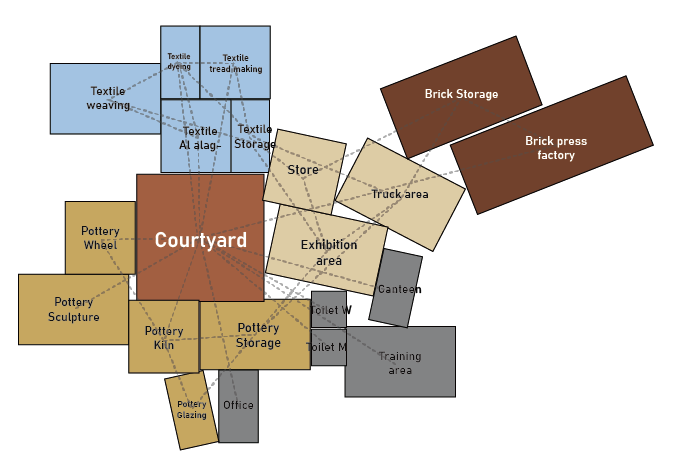 Textile
dyeing
Textile
tread making
Textile
weaving
Textile
Al alag-
Textile
Storage
Brick Storage
Brick press
factory
Store
Truck area
Pottery
Wheel
Courtyard
Exhibition
area
Canteen
Pottery
Sculpture
Pottery
Kiln
Pottery
Storage
Toilet W
Toilet M
Training
area
Pottery
Glazing
Office